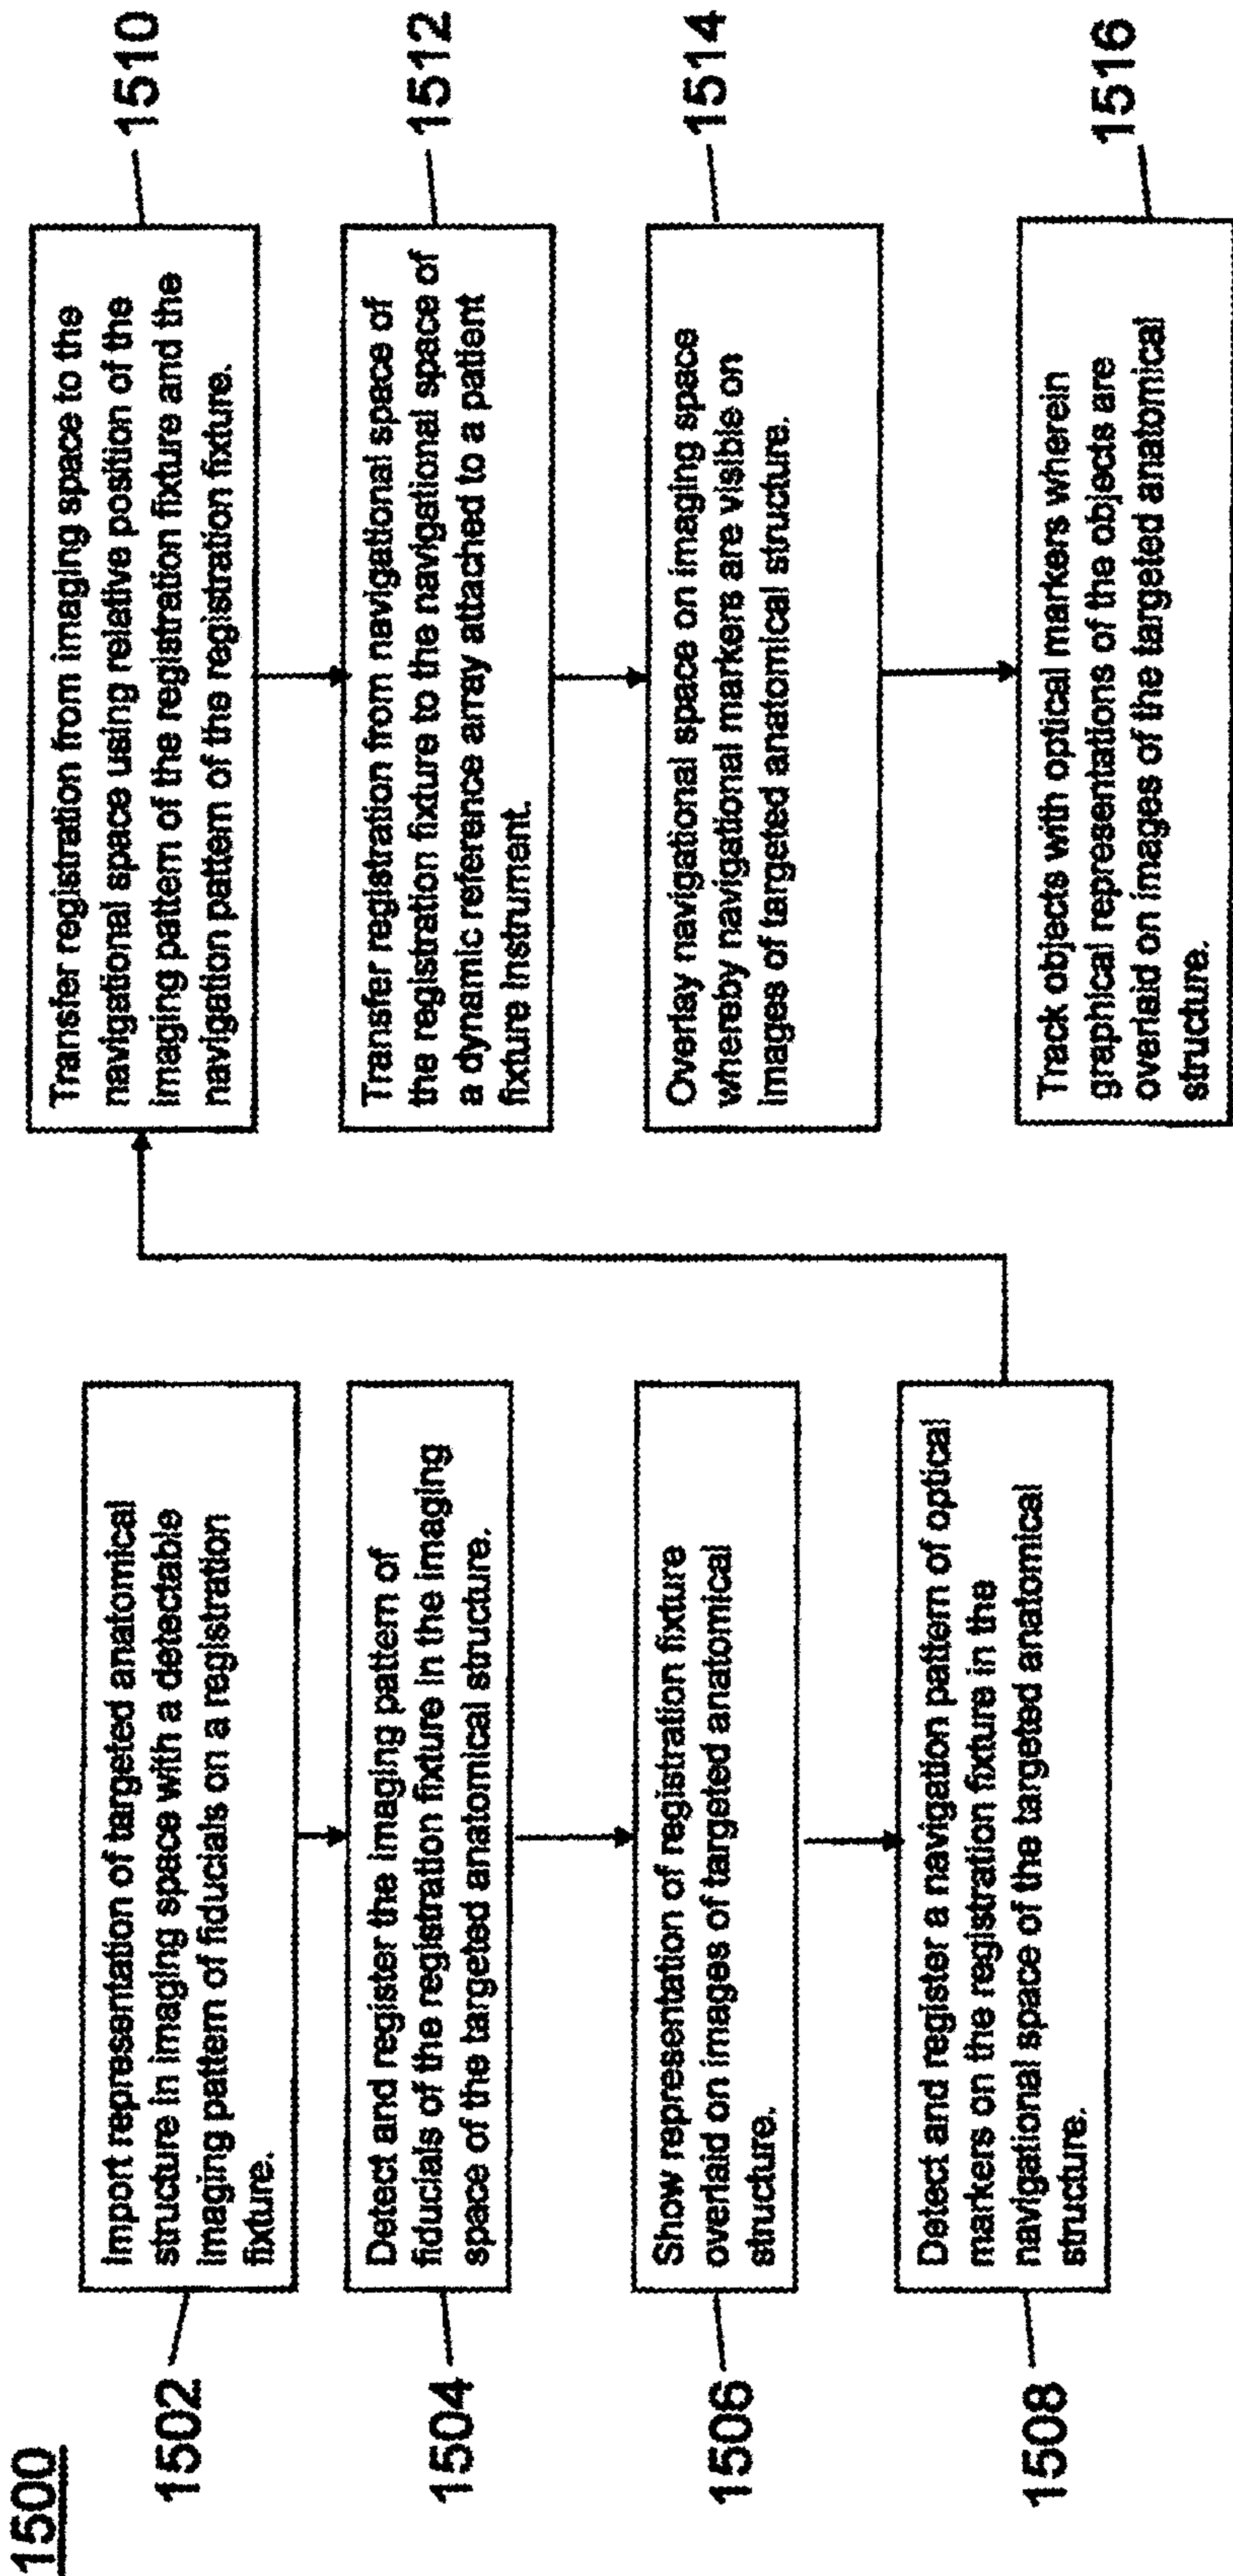 1500
1502
Import representation of targeted anatomical
structure in imaging space with a detectable
imaging pattern of fiducials on a registration
fixture.
1504
Detect and register the imaging pattern of
fiducials of the registration fixture in the imaging
space of the targeted anatomical structure.
1506
Show representation of registration fixture
overlaid on images of targeted anatomical
structure.
1508
Detect and register a navigation pattern of optical
markers on the registration fixture in the
navigational space of the targeted anatomical
structure.
1510
Transfer registration from imaging space to the
navigational space using relative position of the
imaging pattern of the registration fixture and the
navigation pattern of the registration fixture.
1512
Transfer registration from navigational space of
the registration fixture to the navigational space of
a dynamic reference array attached to a patient
fixture instrument.
1514
Overlay navigational space on imaging space
whereby navigational markers are visible on
images of targeted anatomical structure.
1516
Track objects with optical markers wherein
graphical representations of the objects are
overlaid on images of the targeted anatomical
structure.